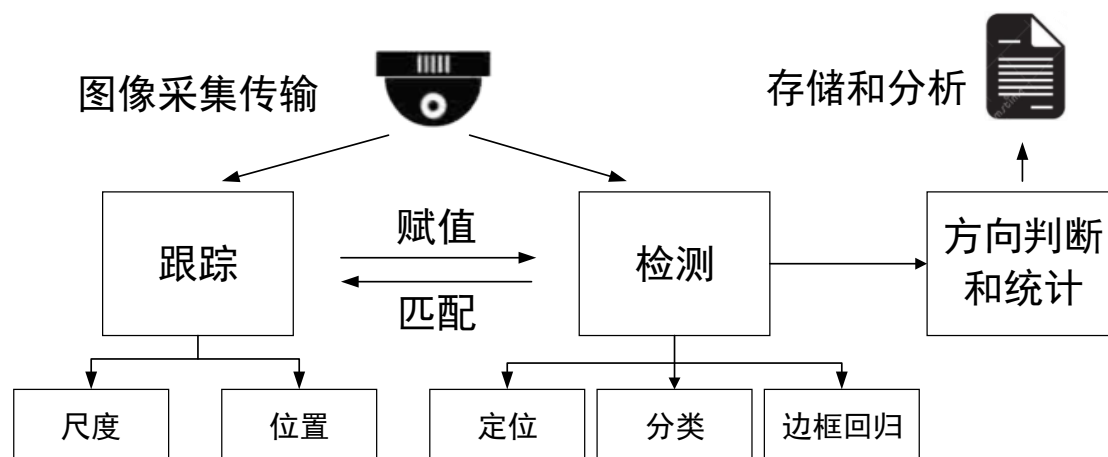 图像采集传输
存储和分析
跟踪
赋值
匹配
检测
方向判断
和统计
尺度
位置
定位
分类
边框回归